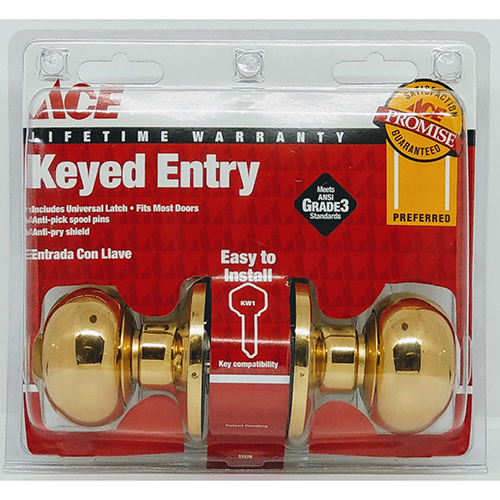 ACE
LIFETIME WARRANTY
Keyed Entry
Includes Universal Latch • Fits Most Doors
Anti-pick spool pins
Anti-pry shield
Entrada Con Llave
Meets
ANSI
GRADE3
Standards
SATISFACTION
ACE
PROMISE
GUARANTEED
PREFERRED
Easy to
Install
KW1
Key compatibility
Patent Pending